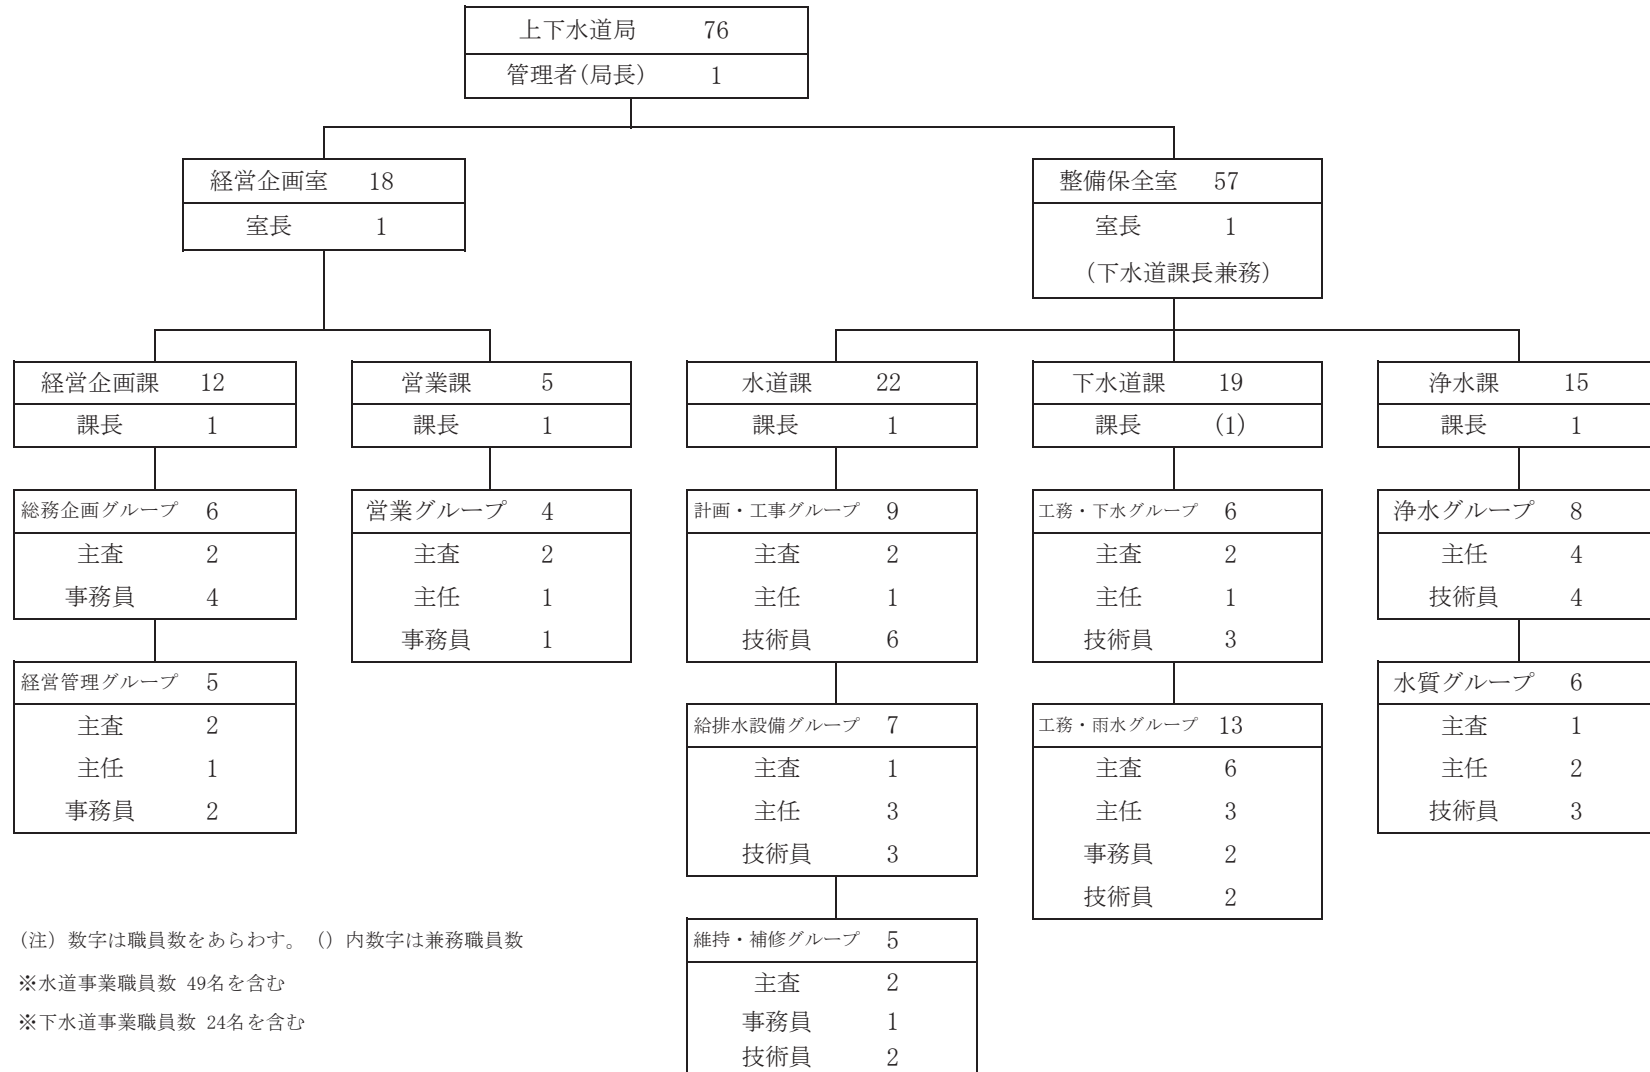 上下水道局 76
管理者(局長) 1
経営企画室 18
室長 1
整備保全室 57
室長 1
(下水道課長兼務)
経営企画課 12
課長 1
総務企画グループ 6
主査 2
事務員 4
経営管理グループ 5
主査 2
主任 1
事務員 2
営業課 5
課長 1
営業グループ 4
主査 2
主任 1
事務員 1
水道課 22
課長 1
計画・工事グループ 9
主査 2
主任 1
技術員 6
給排水設備グループ 7
主査 1
主任 3
技術員 3
維持・補修グループ 5
主査 2
事務員 1
技術員 2
下水道課 19
課長 (1)
工務・下水グループ 6
主査 2
主任 1
技術員 3
工務・雨水グループ 13
主査 6
主任 3
事務員 2
技術員 2
浄水課 15
課長 1
浄水グループ 8
主任 4
技術員 4
水質グループ 6
主査 1
主任 2
技術員 3
(注) 数字は職員数をあらわす。 () 内数字は兼務職員数
※水道事業職員数 49名を含む
※下水道事業職員数 24名を含む